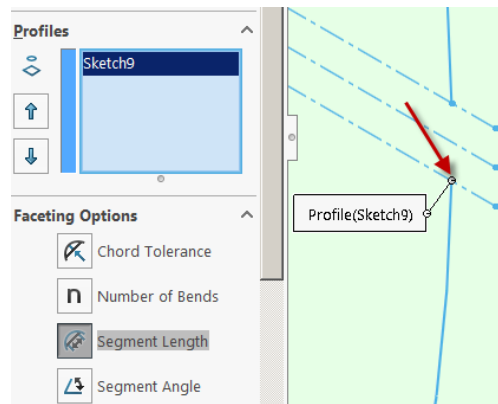 Profiles
Sketch9
Profile(Sketch9)
Faceting Options
Chord Tolerance
n Number of Bends
Segment Length
Segment Angle